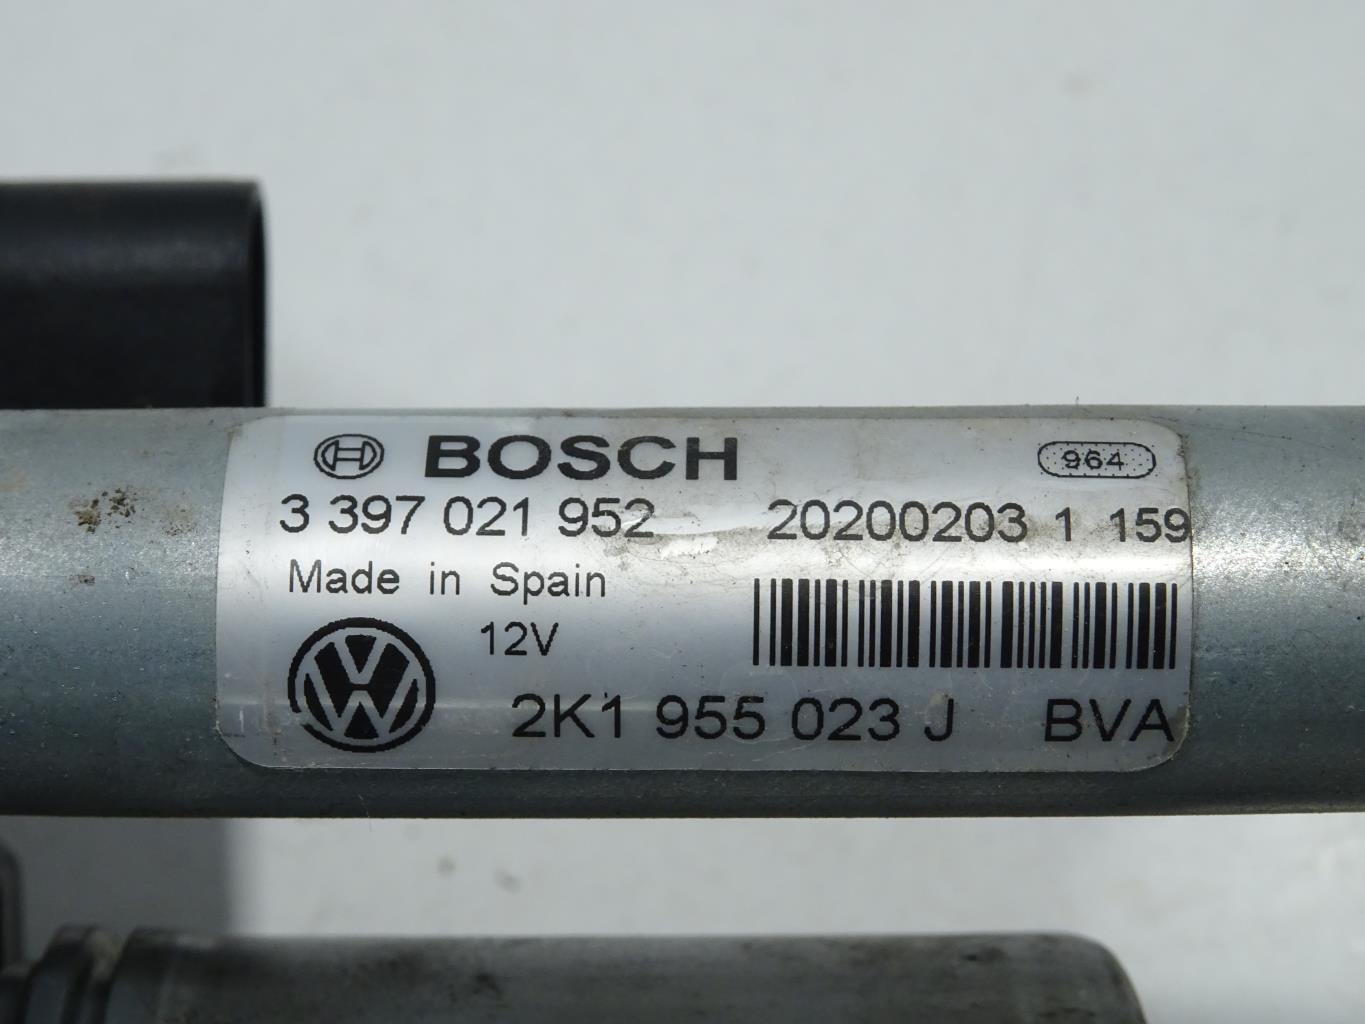 BOSCH 964
3 397 021 952 20200203 1 159
Made in Spain
12V
2K1 955 023 J BVA